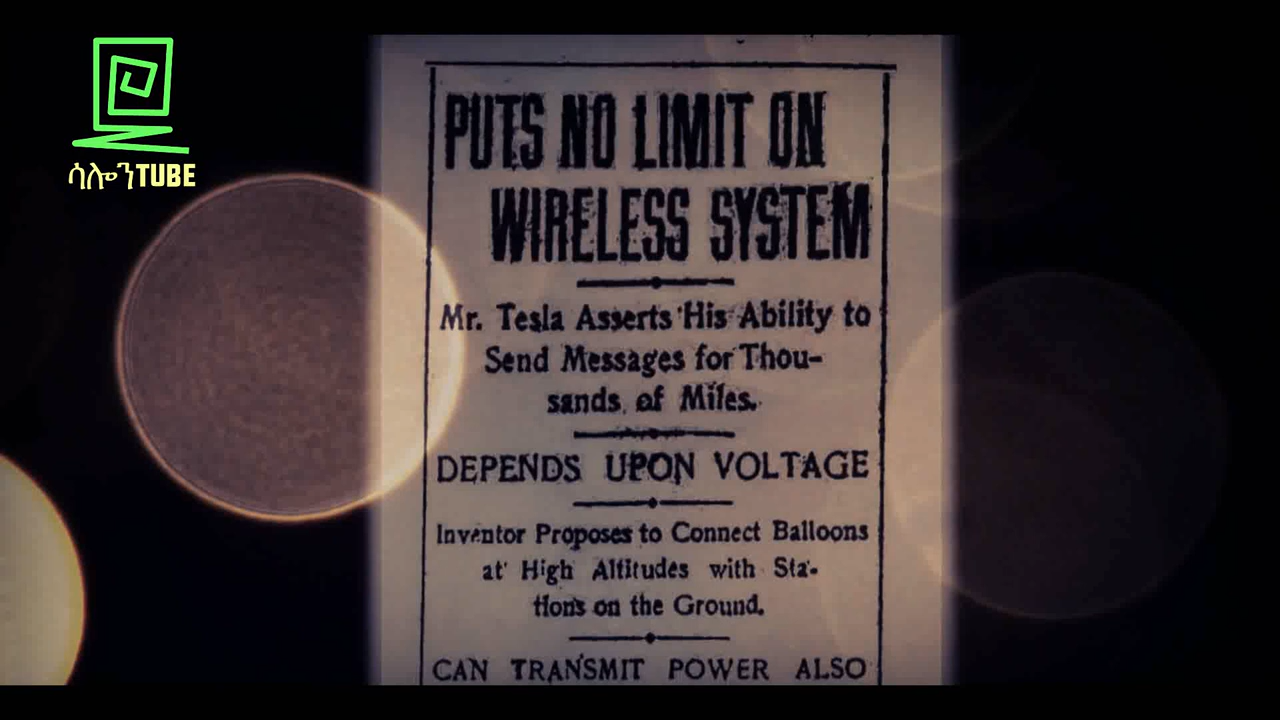 ሳሎንTUBE
PUTS NO LIMIT ON
WIRELESS SYSTEM
Mr. Tesla Asserts His Ability to
Send Messages for Thou-
sands of Miles.
DEPENDS UPON VOLTAGE
Inventor Proposes to Connect Balloons
at High Altitudes with Sta-
tions on the Ground.
CAN TRANSMIT POWER ALSO